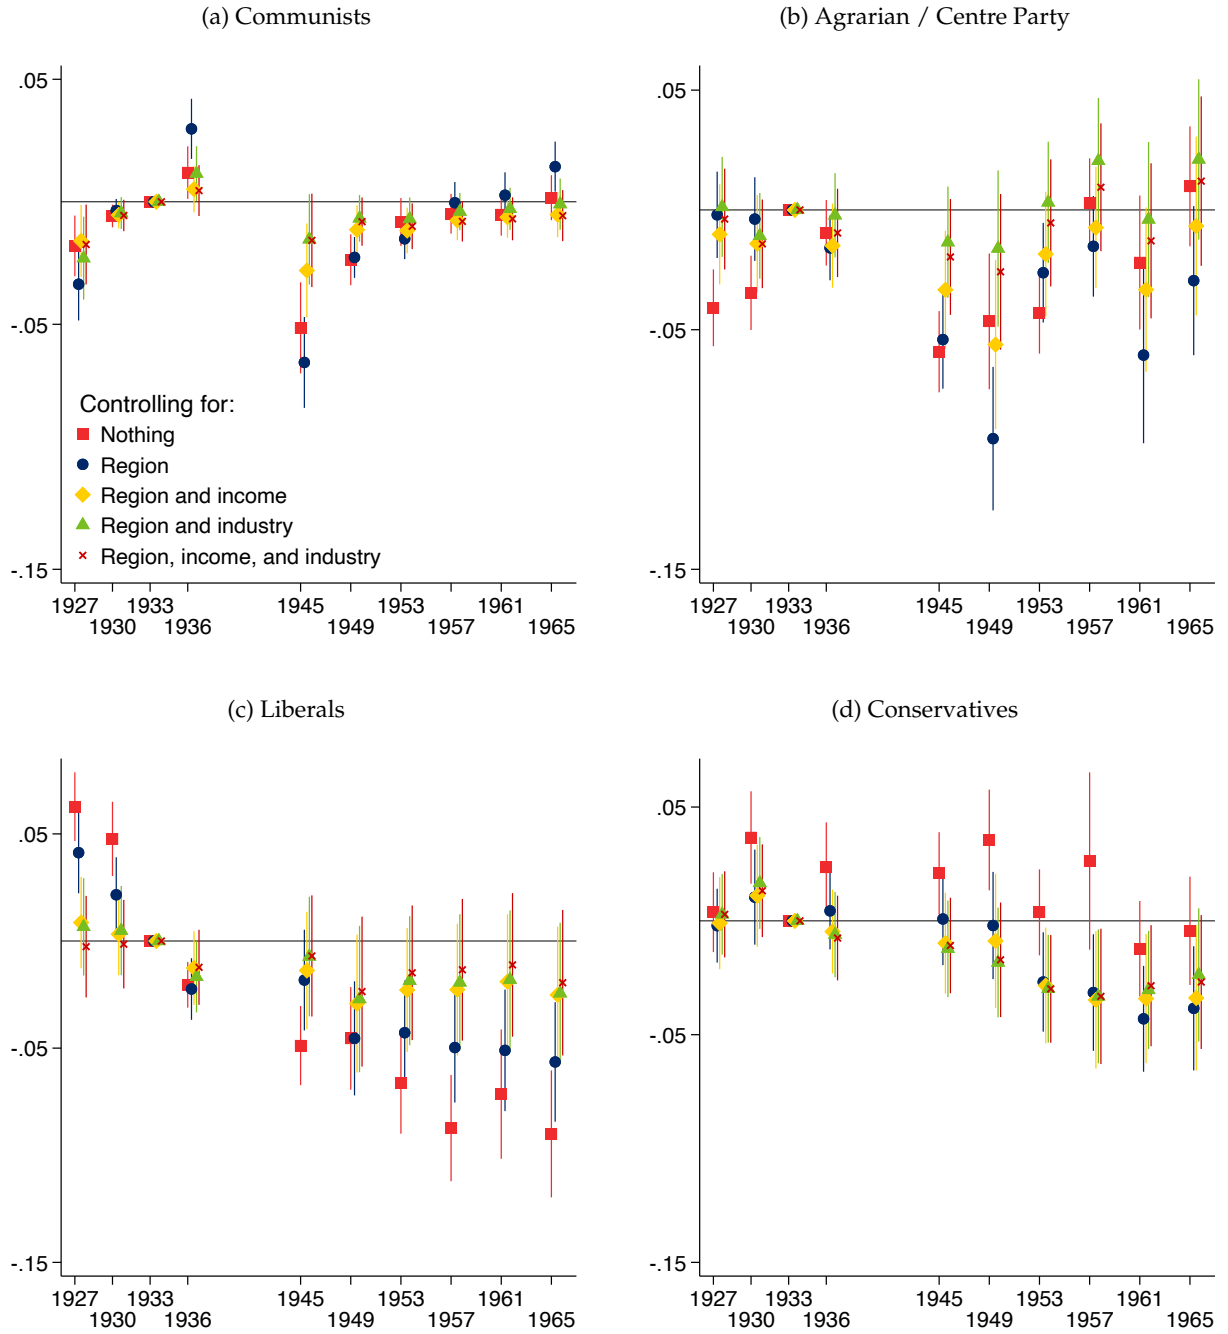 (a) Communists
.05
-.05
-.15
Controlling for:
Nothing
Region
Region and income
Region and industry
Region, income, and industry
1927 1933 1945 1953 1961
1930 1936 1949 1957 1965
(b) Agrarian / Centre Party
.05
-.05
-.15
1927 1933 1945 1953 1961
1930 1936 1949 1957 1965
(c) Liberals
.05
-.05
-.15
1927 1933 1945 1953 1961
1930 1936 1949 1957 1965
(d) Conservatives
.05
-.05
-.15
1927 1933 1945 1953 1961
1930 1936 1949 1957 1965